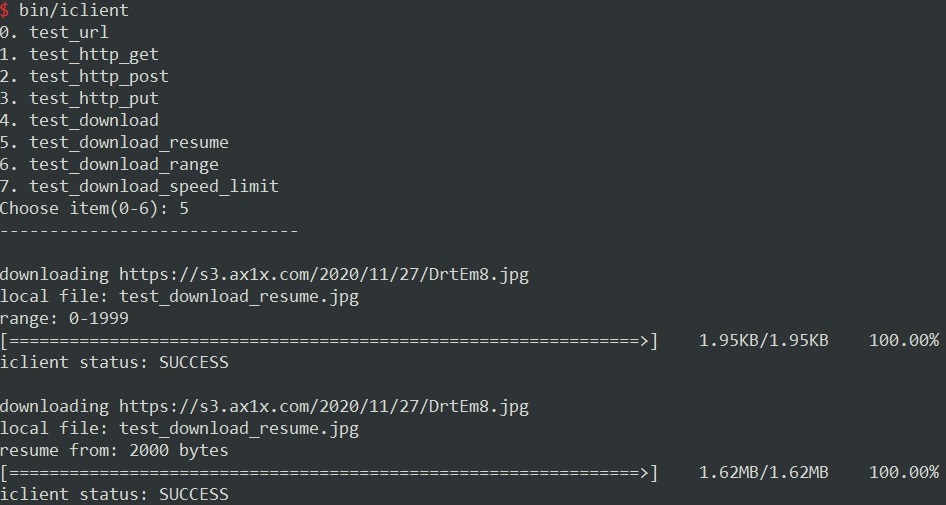 $ bin/iclient
0. test_url
1. test_http_get
2. test_http_post
3. test_http_put
4. test_download
5. test_download_resume
6. test_download_range
7. test_download_speed_limit
Choose item(0-6): 5
------------------------------
downloading https://s3.ax1x.com/2020/11/27/DrtEm8.jpg
local file: test_download_resume.jpg
range: 0-1999
[===============================================================>] 1.95KB/1.95KB 100.00%
iclient status: SUCCESS
downloading https://s3.ax1x.com/2020/11/27/DrtEm8.jpg
local file: test_download_resume.jpg
resume from: 2000 bytes
[===============================================================>] 1.62MB/1.62MB 100.00%
iclient status: SUCCESS